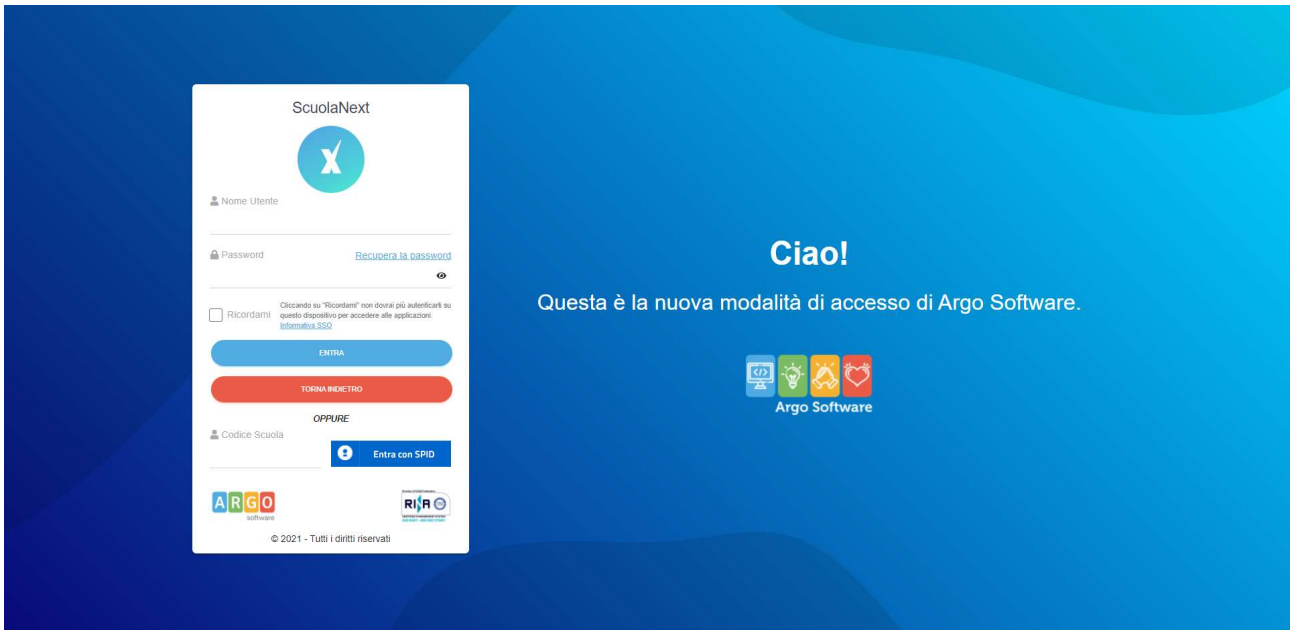 ScuolaNext
Nome Utente
Password
Recupera la password
Ricordami
Cliccando su "Ricordami" non dovrai più autenticarti su
questo dispositivo per accedere alle applicazioni.
Informativa SSO
ENTRA
TORNA INDIETRO
OPPURE
Codice Scuola
Entra con SPID
ARGO
software
RINA
© 2021 - Tutti i diritti riservati
Ciao!
Questa è la nuova modalità di accesso di Argo Software.
Argo Software